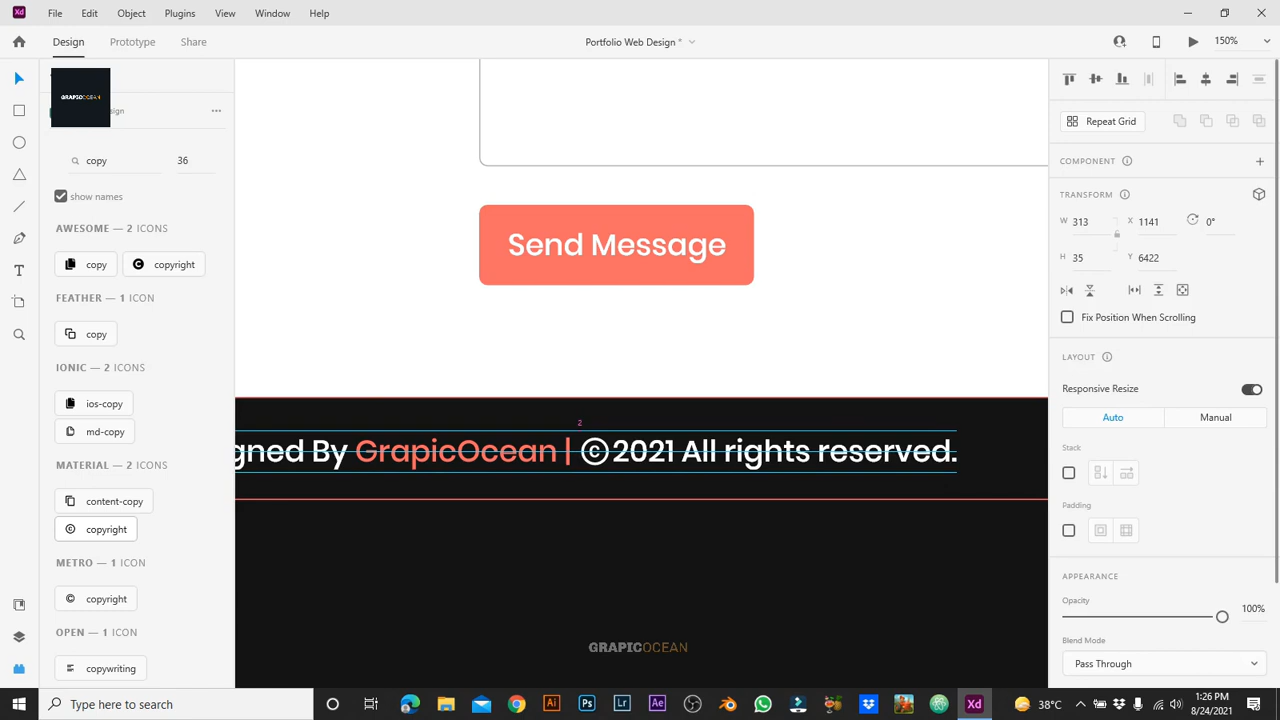 File Edit Object Plugins View Window Help
Design Prototype Share
Portfolio Web Design *
150%
GRAPICOCEAN
copy 36
show names
AWESOME — 2 ICONS
copy copyright
FEATHER — 1 ICON
copy
IONIC — 2 ICONS
ios-copy
md-copy
MATERIAL — 2 ICONS
content-copy
copyright
METRO — 1 ICON
copyright
OPEN — 1 ICON
copywriting
Send Message
2
gned By GrapicOcean | ©2021 All rights reserved.
GRAPICOCEAN
Repeat Grid
COMPONENT
TRANSFORM
W 313 X 1141 0°
H 35 Y 6422
Fix Position When Scrolling
LAYOUT
Responsive Resize
Auto Manual
Stack
Padding
APPEARANCE
Opacity
100%
Blend Mode
Pass Through
Type here to search
38°C
1:26 PM
8/24/2021